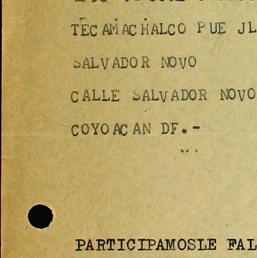 TECAMACHALCO PUE JL
SALVADOR NOVO
CALLE SALVADOR NOVO
COYOACAN DF.-
PARTICIPAMOSLE FAL